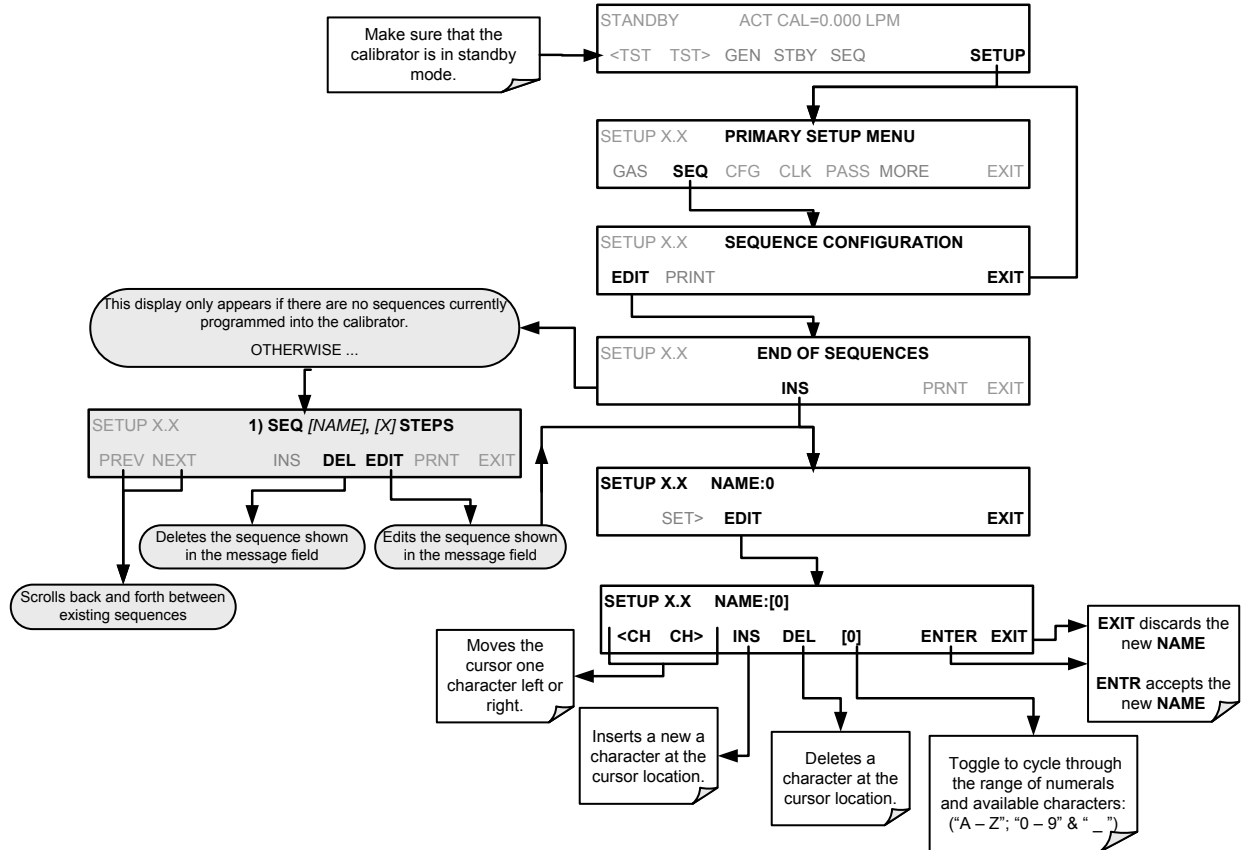 Make sure that the
calibrator is in standby
mode.
STANDBY ACT CAL=0.000 LPM
<TST TST> GEN STBY SEQ SETUP
SETUP X.X PRIMARY SETUP MENU
GAS SEQ CFG CLK PASS MORE EXIT
SETUP X.X SEQUENCE CONFIGURATION
EDIT PRINT EXIT
This display only appears if there are no sequences currently
programmed into the calibrator.
OTHERWISE ...
SETUP X.X END OF SEQUENCES
INS PRNT EXIT
SETUP X.X 1) SEQ [NAME], [X] STEPS
PREV NEXT INS DEL EDIT PRNT EXIT
Deletes the sequence shown
in the message field
Edits the sequence shown
in the message field
Scrolls back and forth between
existing sequences
SETUP X.X NAME:0
SET> EDIT EXIT
SETUP X.X NAME:[0]
<CH CH> INS DEL [0] ENTER EXIT
EXIT discards the
new NAME
ENTR accepts the
new NAME
Moves the
cursor one
character left or
right.
Inserts a new a
character at the
cursor location.
Deletes a
character at the
cursor location.
Toggle to cycle through
the range of numerals
and available characters:
(“A – Z”; “0 – 9” & “ _ ”)